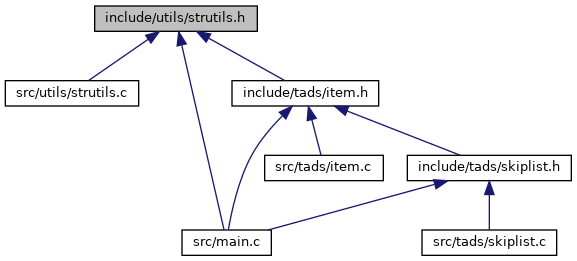 include/utils/strutils.h
src/utils/strutils.c
include/tads/item.h
src/tads/item.c
include/tads/skiplist.h
src/main.c
src/tads/skiplist.c